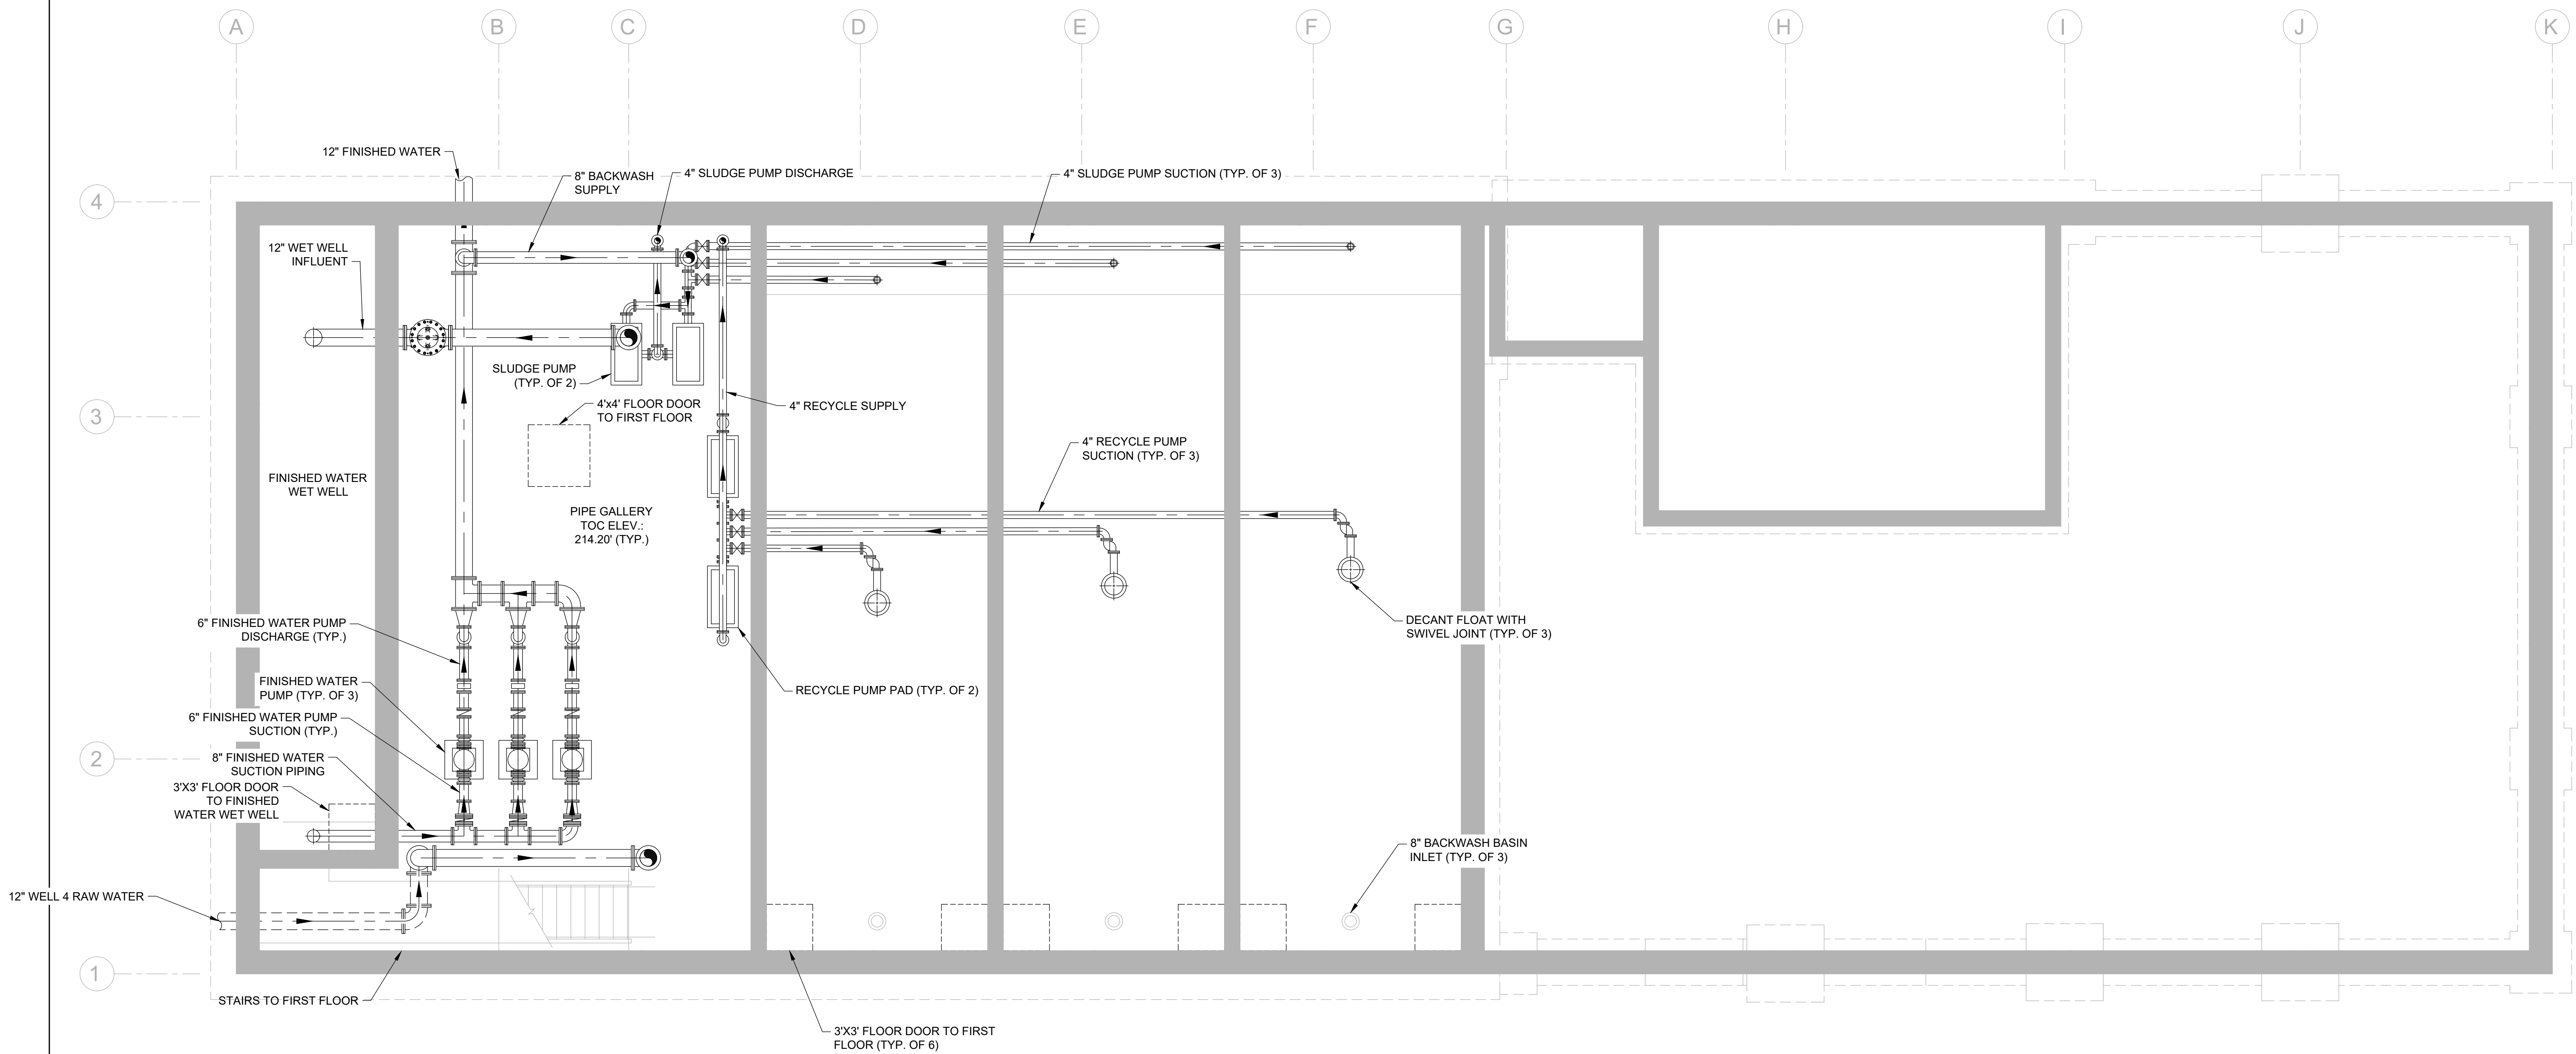 A
B
C
D
E
F
G
H
I
J
K
12" FINISHED WATER
8" BACKWASH
SUPPLY
4" SLUDGE PUMP DISCHARGE
4" SLUDGE PUMP SUCTION (TYP. OF 3)
4
12" WET WELL
INFLUENT
SLUDGE PUMP
(TYP. OF 2)
4'x4' FLOOR DOOR
TO FIRST FLOOR
4" RECYCLE SUPPLY
3
4" RECYCLE PUMP
SUCTION (TYP. OF 3)
FINISHED WATER
WET WELL
PIPE GALLERY
TOC ELEV.:
214.20' (TYP.)
6" FINISHED WATER PUMP
DISCHARGE (TYP.)
DECANT FLOAT WITH
SWIVEL JOINT (TYP. OF 3)
FINISHED WATER
PUMP (TYP. OF 3)
RECYCLE PUMP PAD (TYP. OF 2)
6" FINISHED WATER PUMP
SUCTION (TYP.)
2
8" FINISHED WATER
SUCTION PIPING
3'X3' FLOOR DOOR
TO FINISHED
WATER WET WELL
8" BACKWASH BASIN
INLET (TYP. OF 3)
12" WELL 4 RAW WATER
1
STAIRS TO FIRST FLOOR
3'X3' FLOOR DOOR TO FIRST
FLOOR (TYP. OF 6)